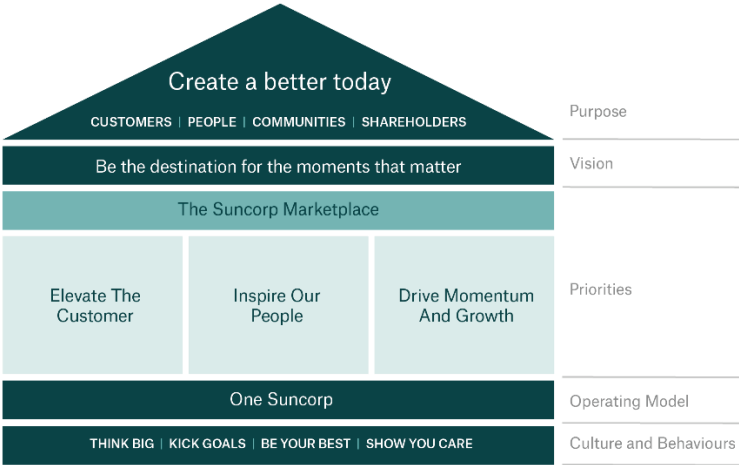 Create a better today
CUSTOMERS | PEOPLE | COMMUNITIES | SHAREHOLDERS
Purpose
Be the destination for the moments that matter
Vision
The Suncorp Marketplace
Elevate The
Customer
Inspire Our
People
Drive Momentum
And Growth
Priorities
One Suncorp
Operating Model
THINK BIG | KICK GOALS | BE YOUR BEST | SHOW YOU CARE
Culture and Behaviours